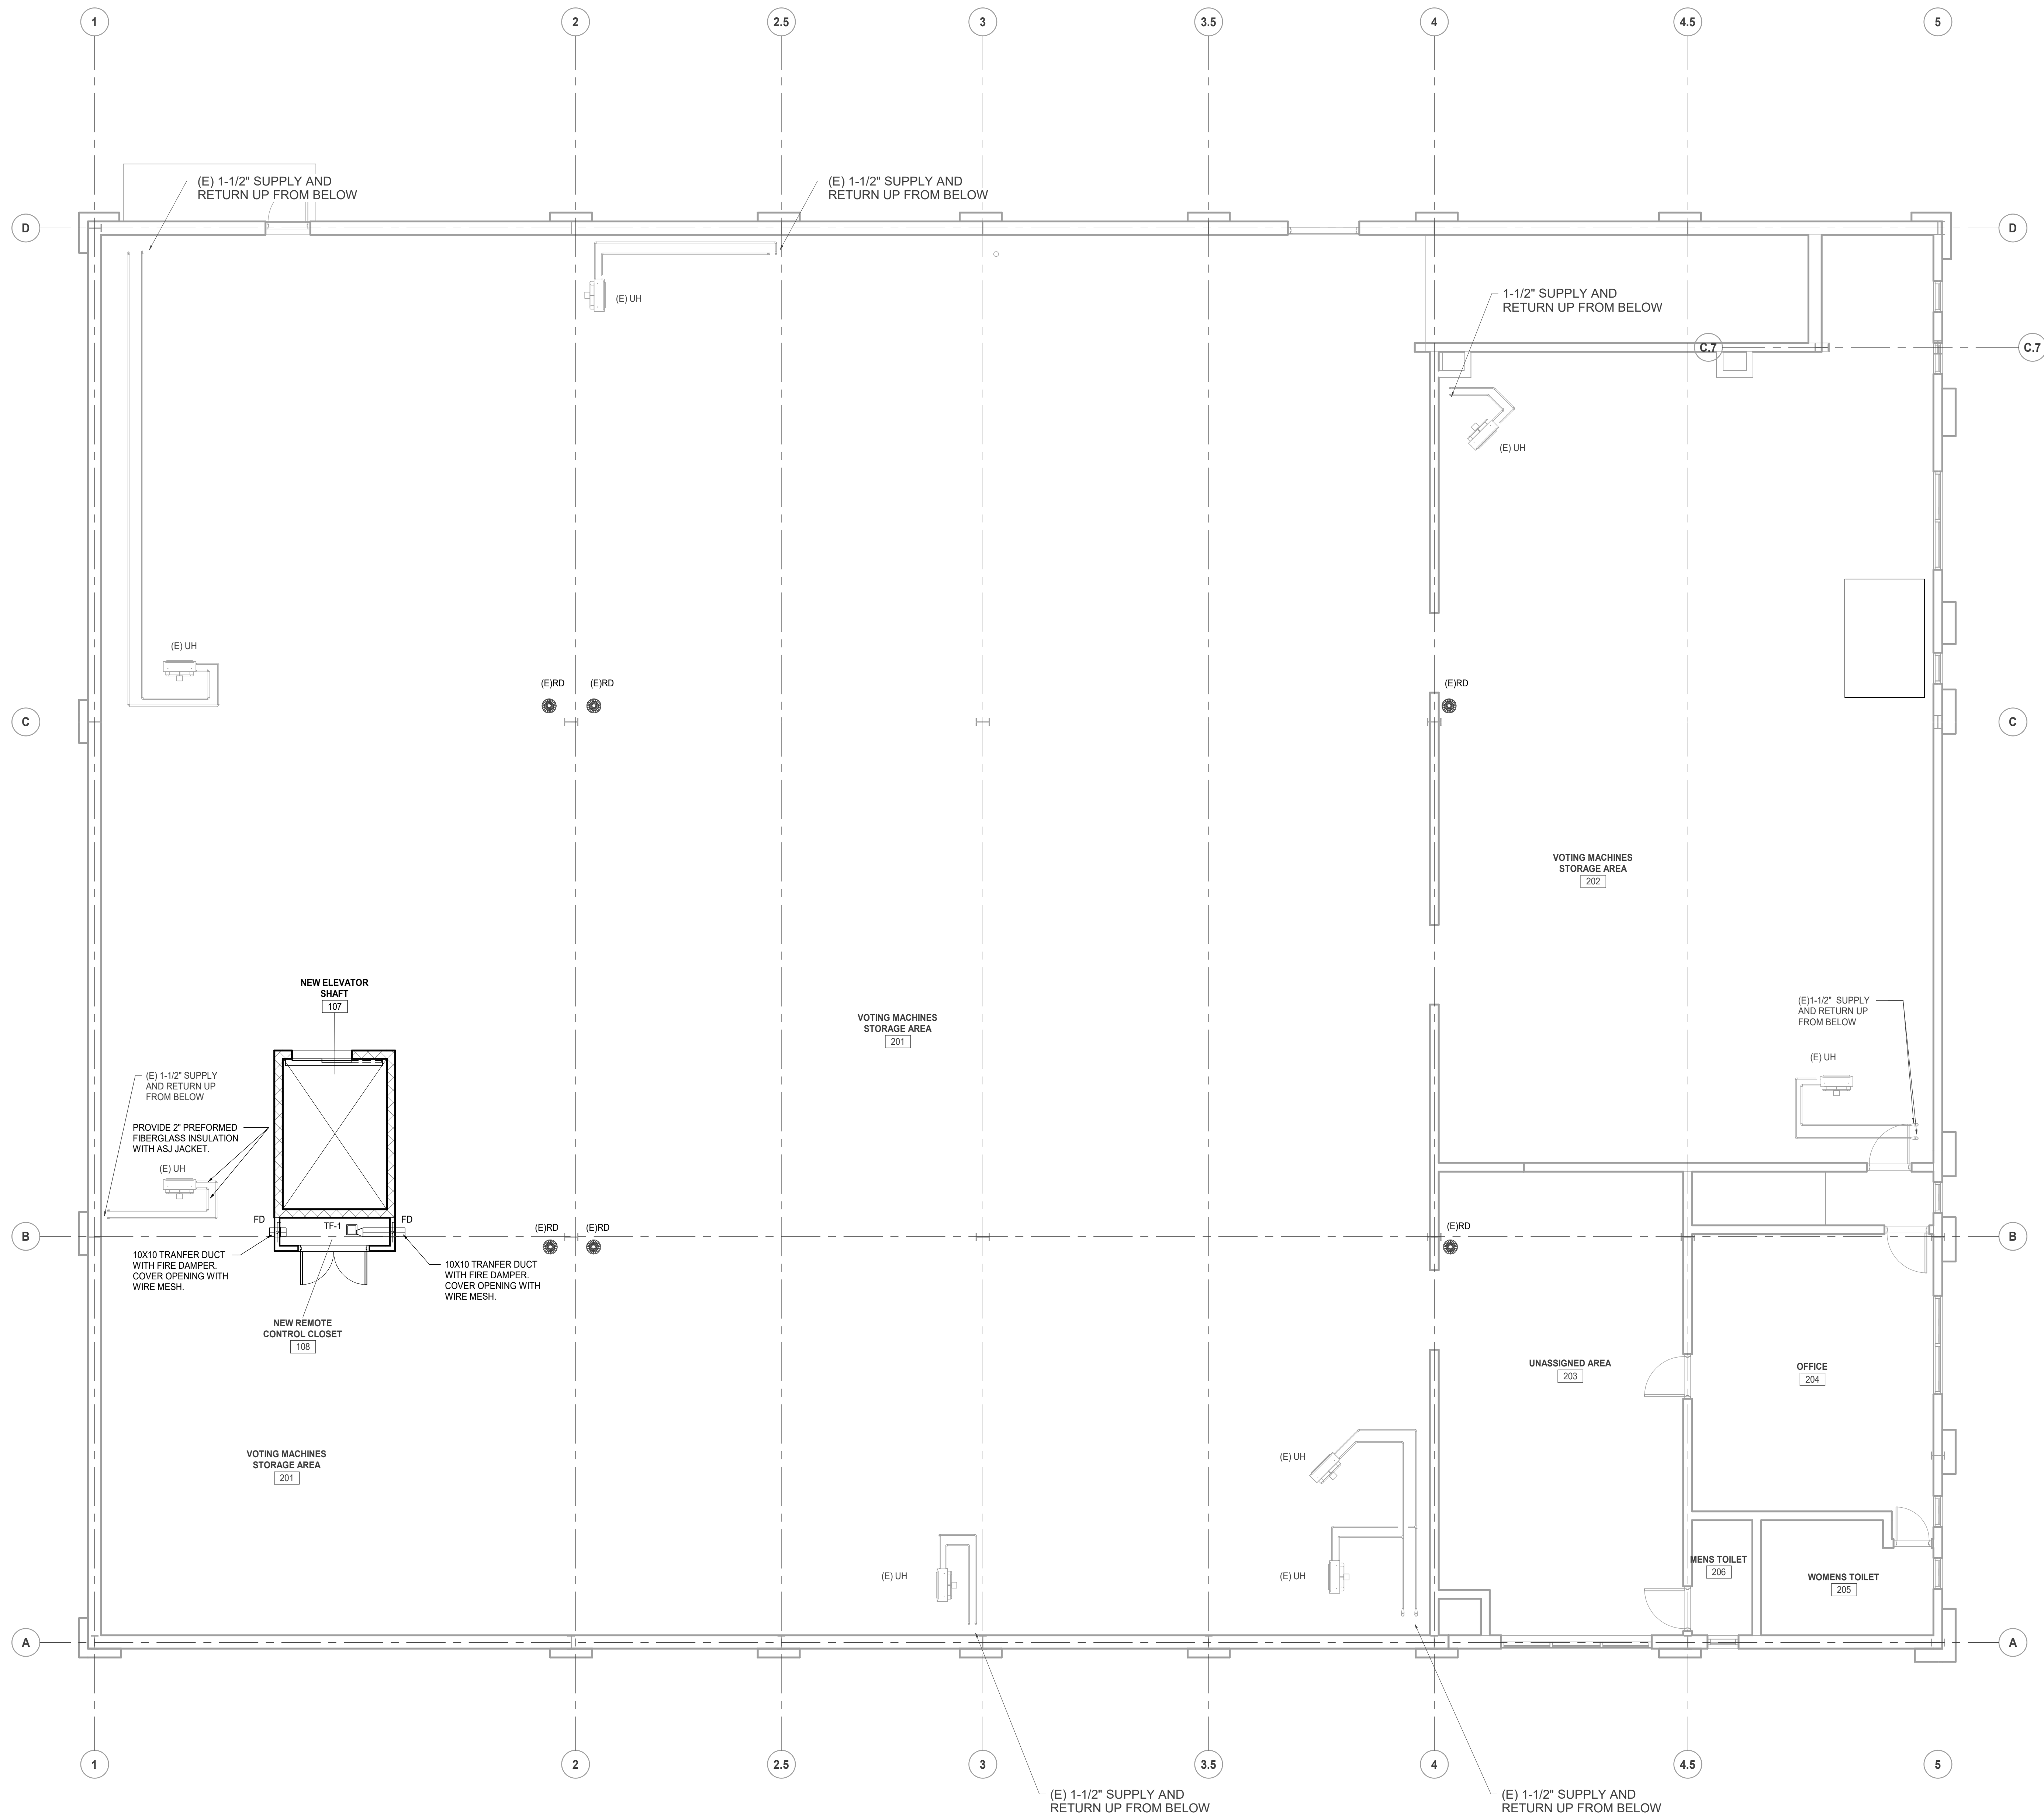 1
2
2.5
3
3.5
4
4.5
5
(E) 1-1/2" SUPPLY AND
RETURN UP FROM BELOW
(E) 1-1/2" SUPPLY AND
RETURN UP FROM BELOW
D
D
(E) UH
1-1/2" SUPPLY AND
RETURN UP FROM BELOW
C.7
C.7
(E) UH
(E) UH
(E)RD
(E)RD
(E)RD
C
C
VOTING MACHINES
STORAGE AREA
202
NEW ELEVATOR
SHAFT
107
VOTING MACHINES
STORAGE AREA
201
(E)1-1/2" SUPPLY
AND RETURN UP
FROM BELOW
(E) UH
(E) 1-1/2" SUPPLY
AND RETURN UP
FROM BELOW
PROVIDE 2" PREFORMED
FIBERGLASS INSULATION
WITH ASJ JACKET.
(E) UH
FD
TF-1
FD
(E)RD
(E)RD
(E)RD
B
B
10X10 TRANFER DUCT
WITH FIRE DAMPER.
COVER OPENING WITH
WIRE MESH.
10X10 TRANFER DUCT
WITH FIRE DAMPER.
COVER OPENING WITH
WIRE MESH.
NEW REMOTE
CONTROL CLOSET
108
UNASSIGNED AREA
203
OFFICE
204
VOTING MACHINES
STORAGE AREA
201
(E) UH
(E) UH
(E) UH
MENS TOILET
206
WOMENS TOILET
205
A
A
1
2
2.5
3
3.5
4
4.5
5
(E) 1-1/2" SUPPLY AND
RETURN UP FROM BELOW
(E) 1-1/2" SUPPLY AND
RETURN UP FROM BELOW